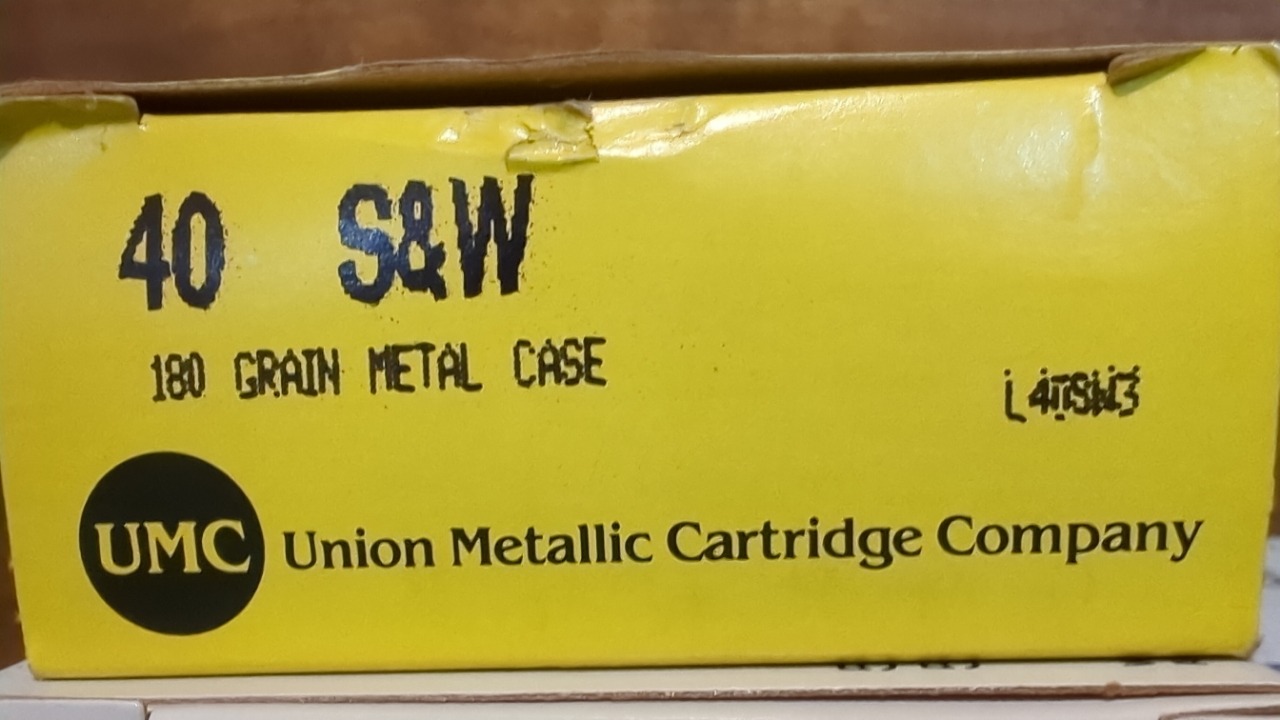 40 S&W
180 GRAIN METAL CASE
L40SW3
UMC Union Metallic Cartridge Company